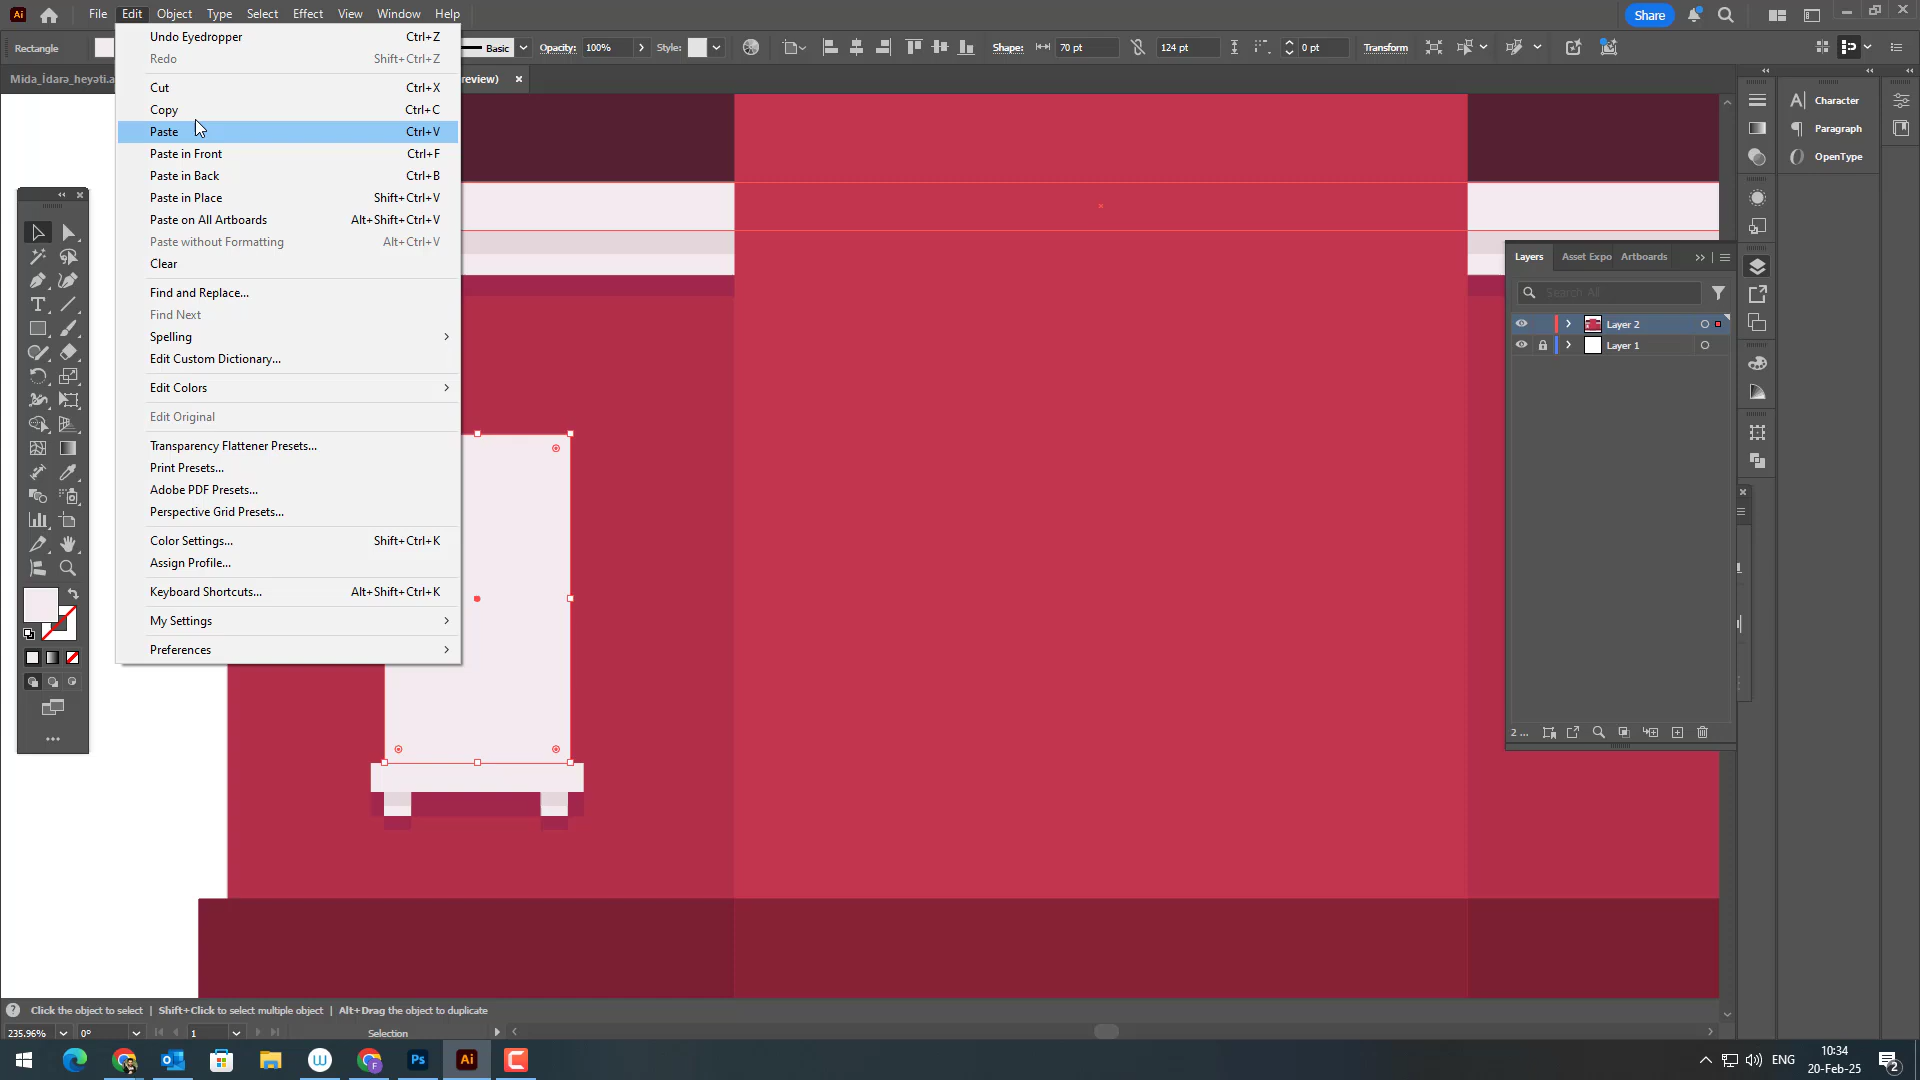 Ai File Edit Object Type Select Effect View Window Help Share
Rectangle Basic Opacity: 100% Style: Shape: 70 pt 124 pt 0 pt Transform
Mida_İdarə_heyəti.a review) ×
Undo Eyedropper Ctrl+Z
Redo Shift+Ctrl+Z
Cut Ctrl+X
Copy Ctrl+C
Paste Ctrl+V
Paste in Front Ctrl+F
Paste in Back Ctrl+B
Paste in Place Shift+Ctrl+V
Paste on All Artboards Alt+Shift+Ctrl+V
Paste without Formatting Alt+Ctrl+V
Clear
Find and Replace...
Find Next
Spelling
Edit Custom Dictionary...
Edit Colors
Edit Original
Transparency Flattener Presets...
Print Presets...
Adobe PDF Presets...
Perspective Grid Presets...
Color Settings... Shift+Ctrl+K
Assign Profile...
Keyboard Shortcuts... Alt+Shift+Ctrl+K
My Settings
Preferences
Character
Paragraph
OpenType
Layers Asset Expo Artboards
Search All
Layer 2
Layer 1
2 ...
Click the object to select | Shift+Click to select multiple object | Alt+Drag the object to duplicate
235.96% 0° 1 Selection
Ps Ai ENG 10:34
20-Feb-25
2